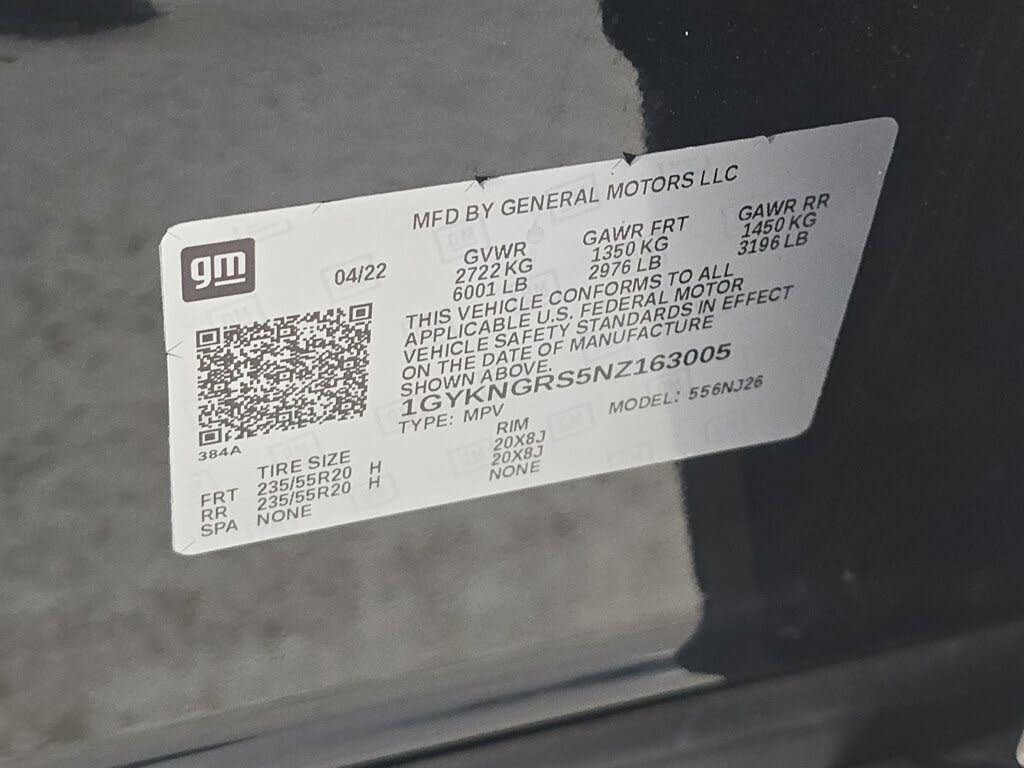 MFD BY GENERAL MOTORS LLC
gm
04/22
GVWR
2722 KG
6001 LB
GAWR FRT
1350 KG
2976 LB
GAWR RR
1450 KG
3196 LB
THIS VEHICLE CONFORMS TO ALL
APPLICABLE U.S. FEDERAL MOTOR
VEHICLE SAFETY STANDARDS IN EFFECT
ON THE DATE OF MANUFACTURE
SHOWN ABOVE.
1GYKNGRS5NZ163005
TYPE: MPV
MODEL: 556NJ26
384A
TIRE SIZE
RIM
FRT 235/55R20 H 20X8J
RR 235/55R20 H 20X8J
SPA NONE NONE